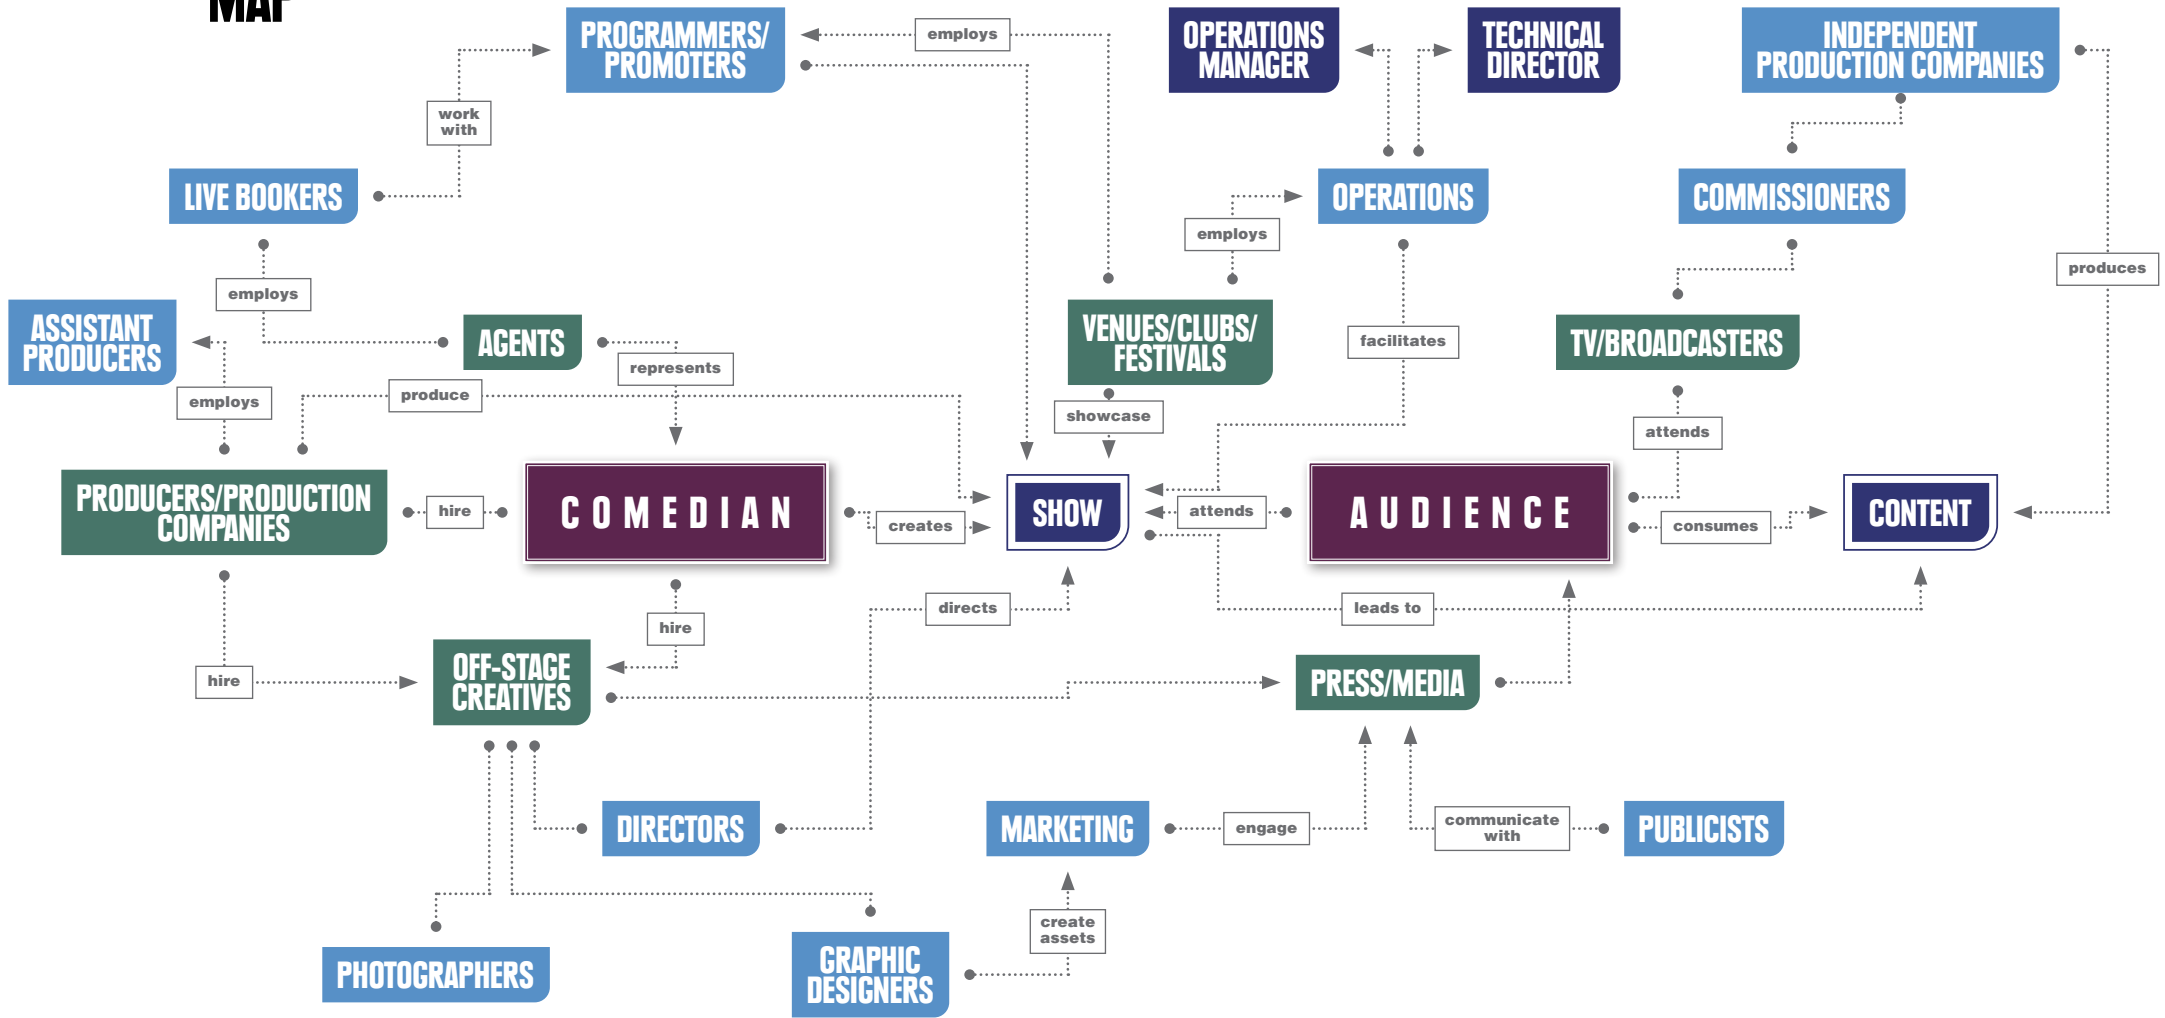 MAP
PROGRAMMERS/
PROMOTERS
employs
OPERATIONS
MANAGER
TECHNICAL
DIRECTOR
INDEPENDENT
PRODUCTION COMPANIES
work
with
LIVE BOOKERS
OPERATIONS
COMMISSIONERS
employs
produces
employs
ASSISTANT
PRODUCERS
AGENTS
represents
VENUES/CLUBS/
FESTIVALS
facilitates
TV/BROADCASTERS
employs
produce
showcase
attends
PRODUCERS/PRODUCTION
COMPANIES
hire
COMEDIAN
creates
SHOW
attends
AUDIENCE
consumes
CONTENT
directs
leads to
hire
hire
OFF-STAGE
CREATIVES
PRESS/MEDIA
DIRECTORS
MARKETING
engage
communicate
with
PUBLICISTS
create
assets
PHOTOGRAPHERS
GRAPHIC
DESIGNERS